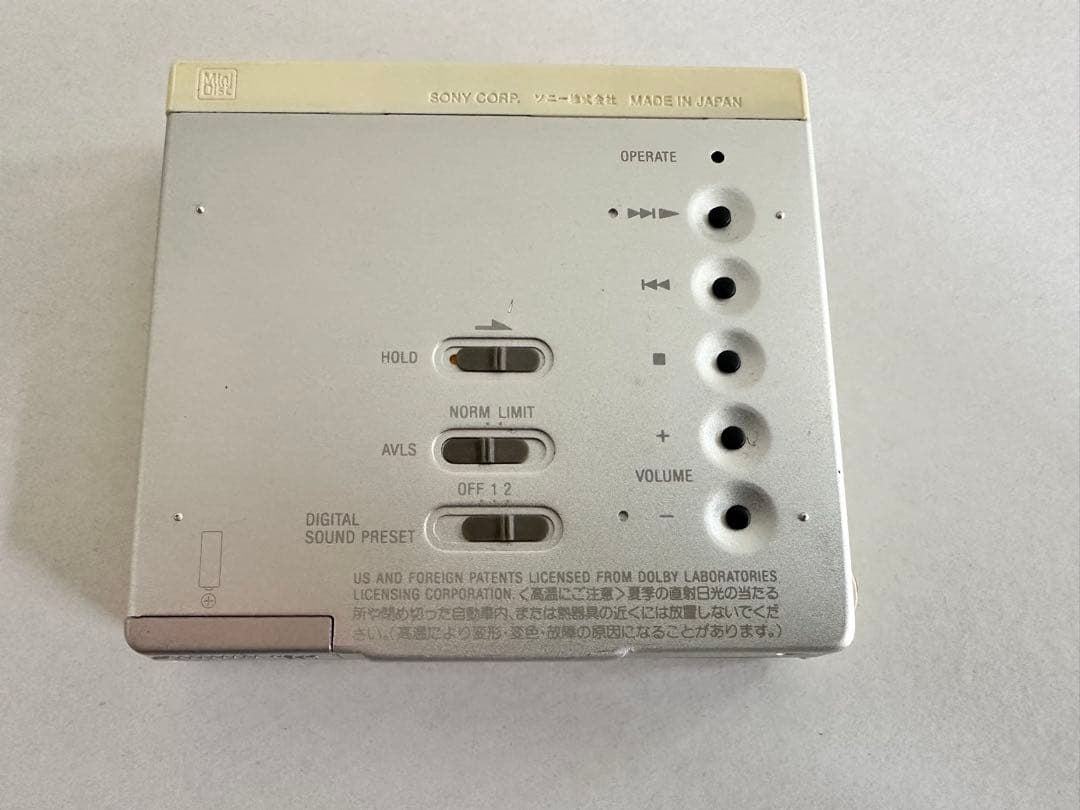 Mini
Disc
SONY CORP. ソニー株式会社 MADE IN JAPAN
OPERATE
HOLD
NORM LIMIT
AVLS
VOLUME
+
−
OFF 1 2
DIGITAL
SOUND PRESET
US AND FOREIGN PATENTS LICENSED FROM DOLBY LABORATORIES
LICENSING CORPORATION.〈高温にご注意〉夏季の直射日光の当たる
所や閉め切った自動車内、または熱器具の近くには放置しないでくだ
さい。(高温により変形・変色・故障の原因になることがあります。)